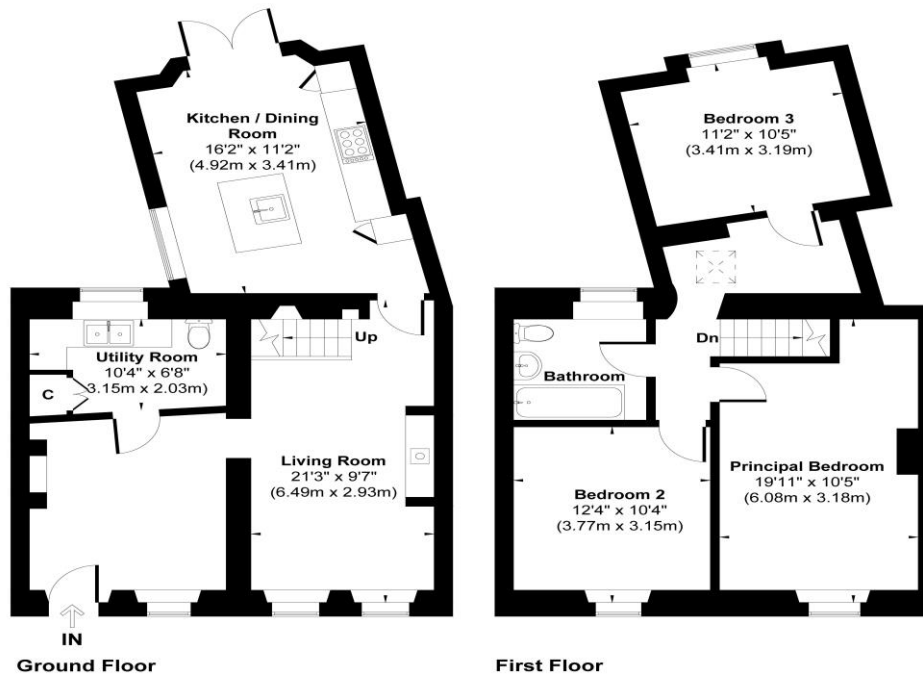 Kitchen / Dining
Room
16'2" x 11'2"
(4.92m x 3.41m)
Up
Utility Room
10'4" x 6'8"
3.15m x 2.03m)
C
Living Room
21'3" x 9'7"
(6.49m x 2.93m)
IN
Ground Floor
Bedroom 3
11'2" x 10'5"
(3.41m x 3.19m)
Dn
Bathroom
Principal Bedroom
19'11" x 10'5"
(6.08m x 3.18m)
Bedroom 2
12'4" x 10'4"
(3.77m x 3.15m)
First Floor